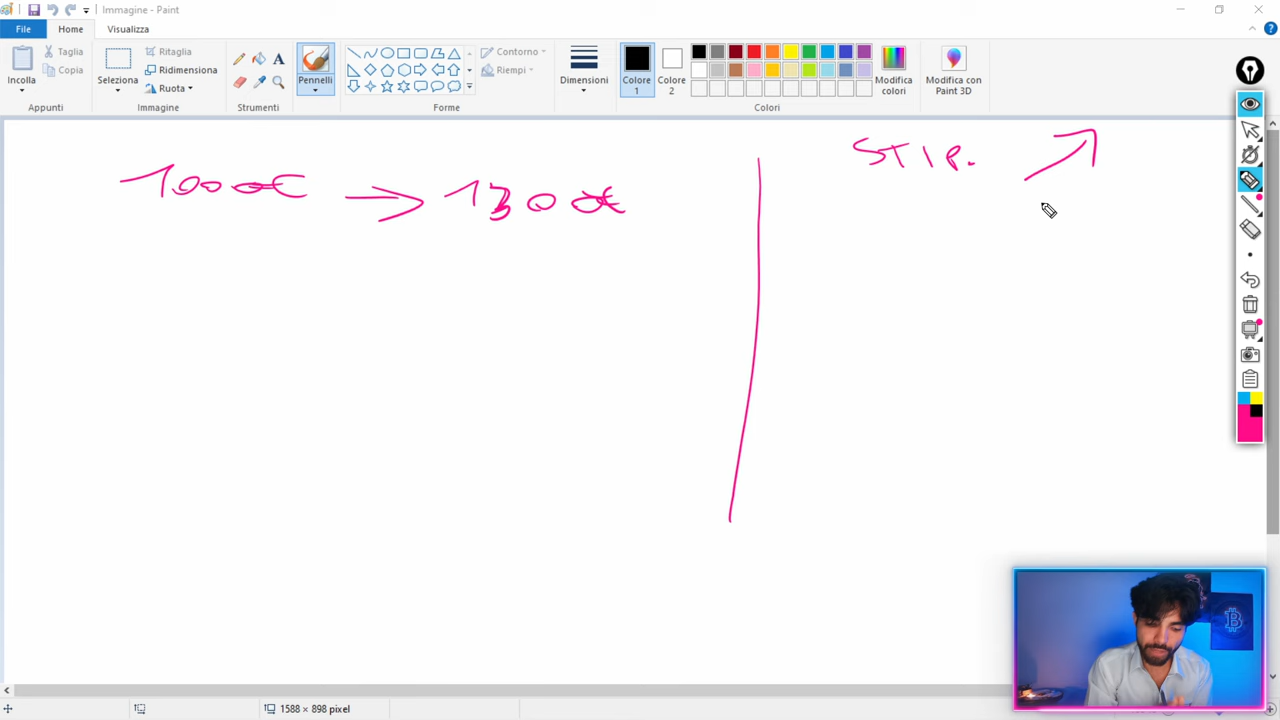 Immagine - Paint
File
Home
Visualizza
Incolla
Taglia
Copia
Appunti
Seleziona
Ritaglia
Ridimensiona
Ruota
Immagine
A
Strumenti
Pennelli
Contorno
Riempi
Forme
Dimensioni
Colore
1
Colore
2
Modifica
colori
Colori
Modifica con
Paint 3D
1000€ → 1300€
STIP.
B
1588 × 898 pixel